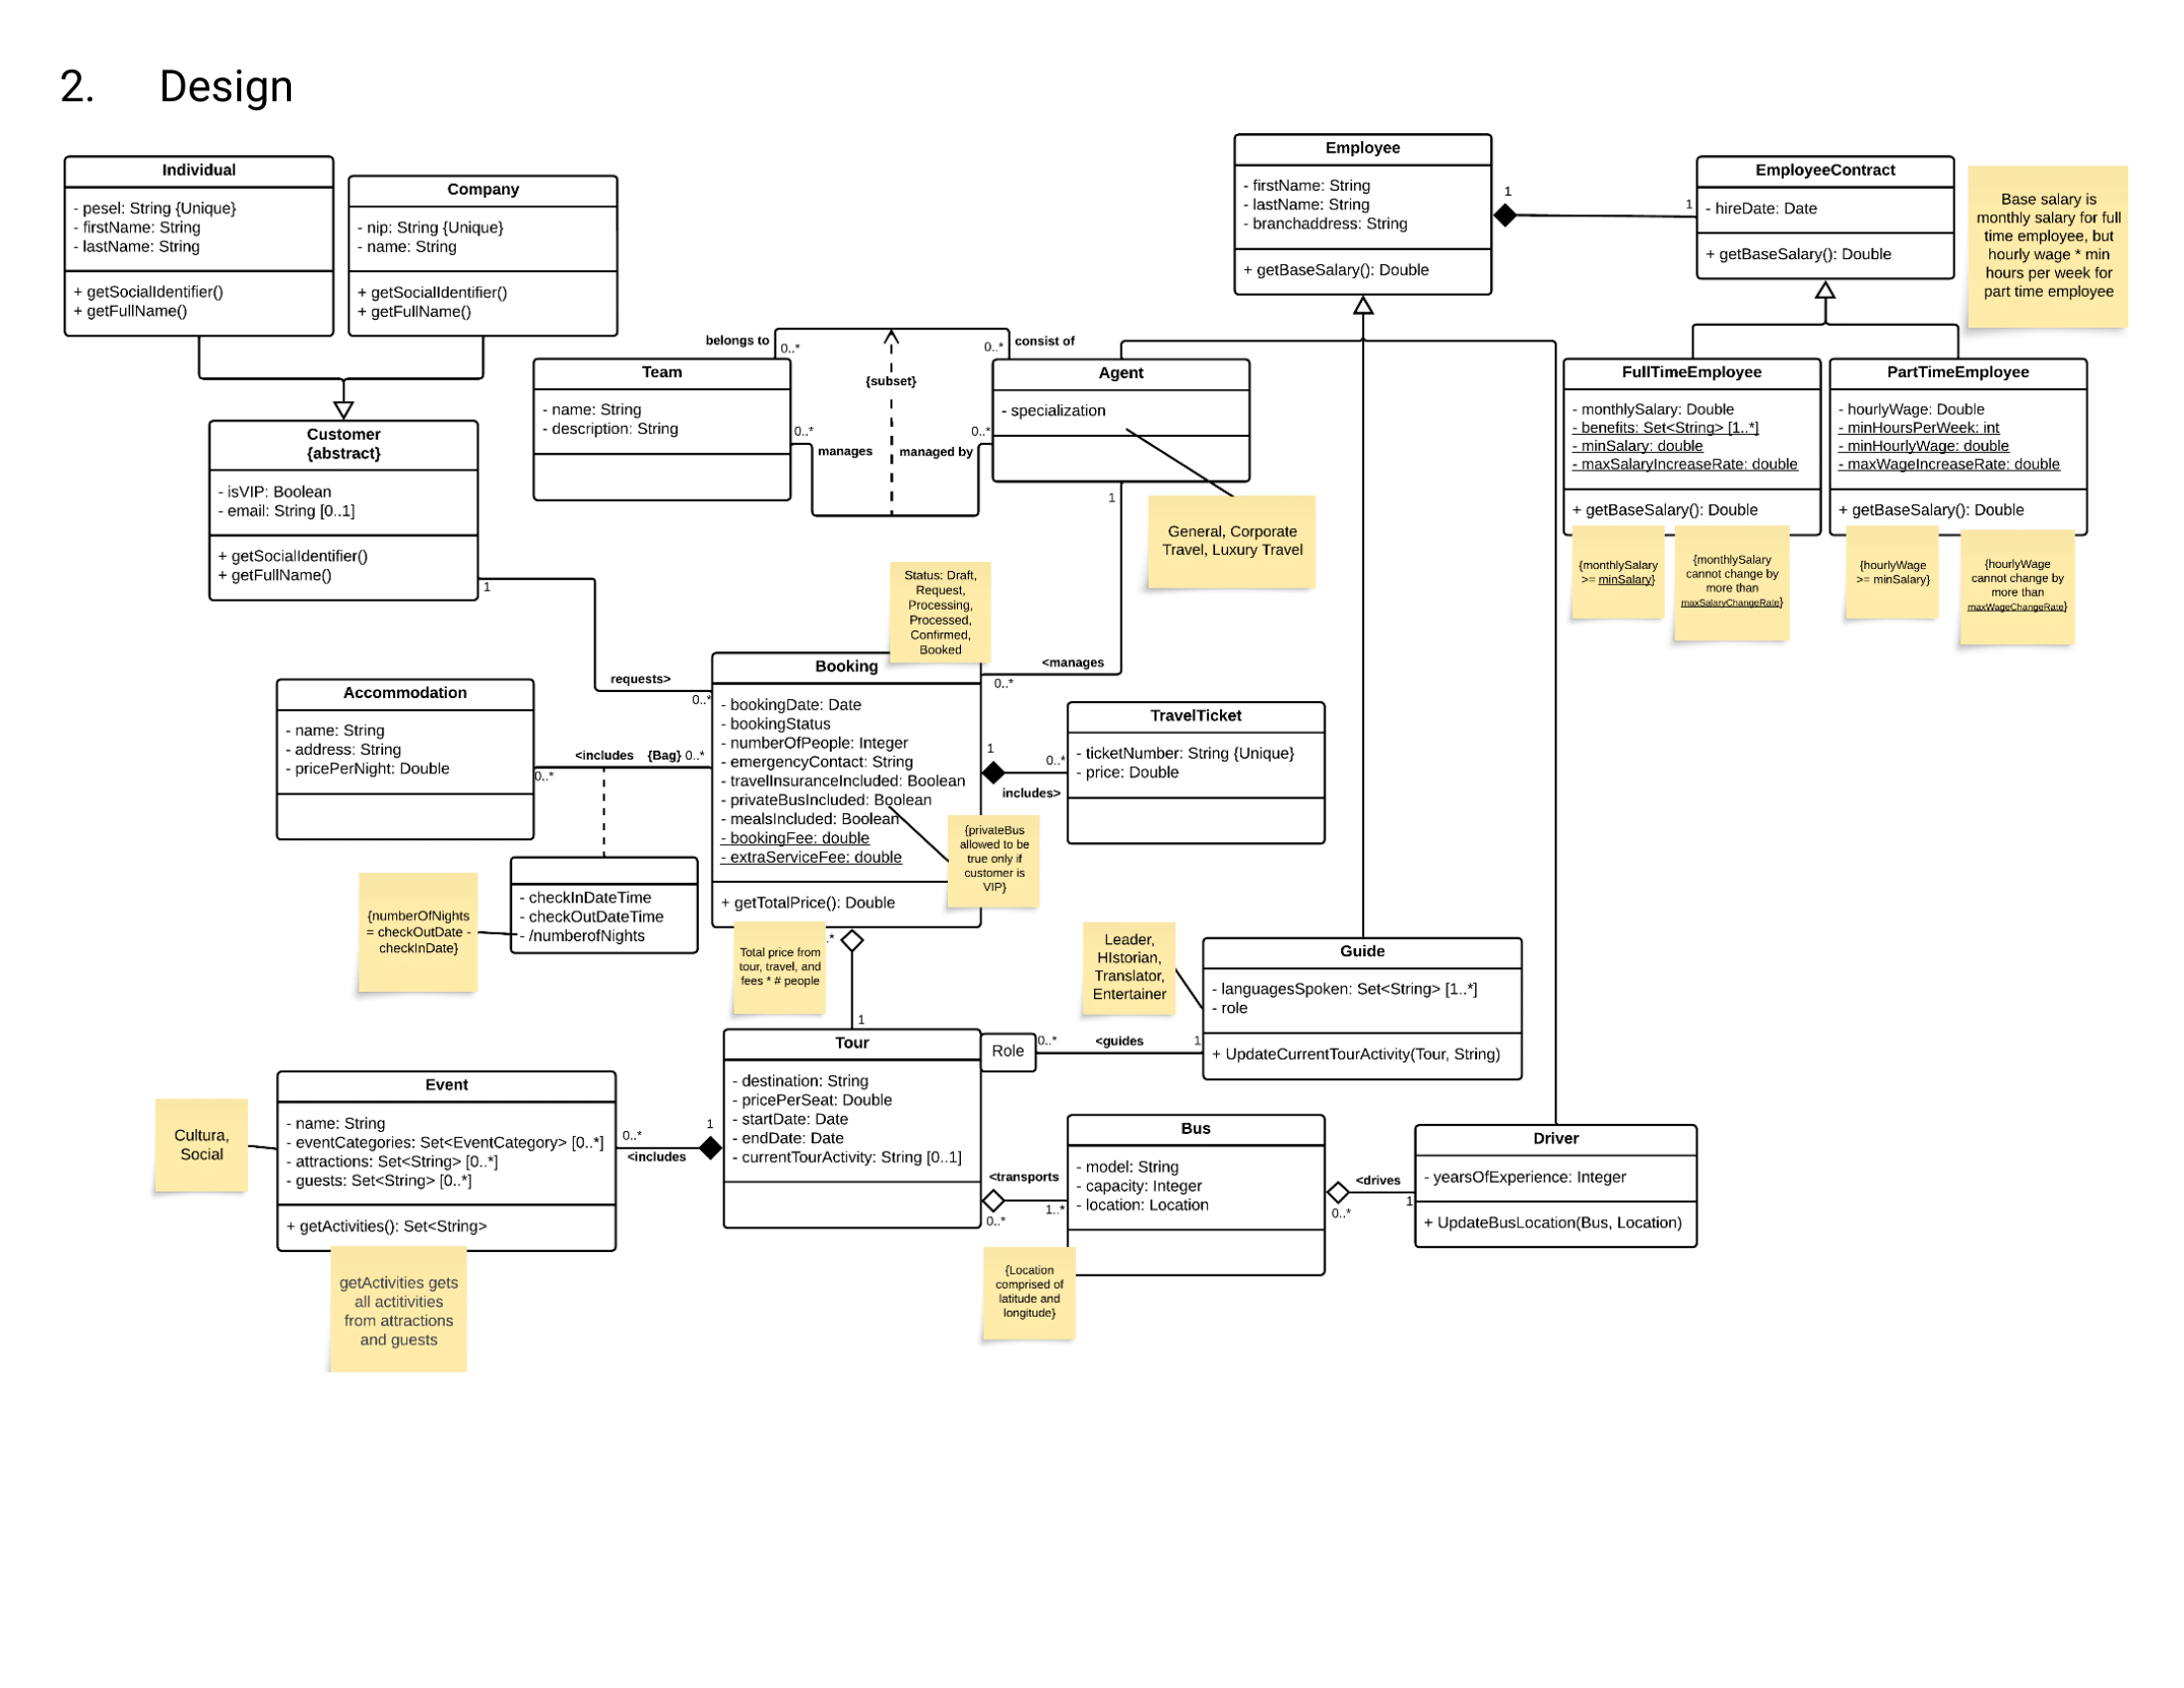 2. Design
Individual
- pesel: String {Unique}
- firstName: String
- lastName: String
+ getSocialIdentifier()
+ getFullName()
Company
- nip: String {Unique}
- name: String
+ getSocialIdentifier()
+ getFullName()
Customer
{abstract}
- isVIP: Boolean
- email: String [0..1]
+ getSocialIdentifier()
+ getFullName()
1
requests>
0..*
belongs to
0..*
0..*
consist of
{subset}
Team
- name: String
- description: String
0..*
manages
managed by
0..*
Agent
- specialization
General, Corporate
Travel, Luxury Travel
1
<manages
0..*
Employee
- firstName: String
- lastName: String
- branchaddress: String
+ getBaseSalary(): Double
1
1
EmployeeContract
- hireDate: Date
+ getBaseSalary(): Double
Base salary is
monthly salary for full
time employee, but
hourly wage * min
hours per week for
part time employee
FullTimeEmployee
- monthlySalary: Double
- benefits: Set<String> [1..*]
- minSalary: double
- maxSalaryIncreaseRate: double
+ getBaseSalary(): Double
{monthlySalary
>= minSalary}
{monthlySalary
cannot change by
more than
maxSalaryChangeRate}
PartTimeEmployee
- hourlyWage: Double
- minHoursPerWeek: int
- minHourlyWage: double
- maxWageIncreaseRate: double
+ getBaseSalary(): Double
{hourlyWage
>= minSalary}
{hourlyWage
cannot change by
more than
maxWageChangeRate}
Status: Draft,
Request,
Processing,
Processed,
Confirmed,
Booked
Booking
- bookingDate: Date
- bookingStatus
- numberOfPeople: Integer
- emergencyContact: String
- travelInsuranceIncluded: Boolean
- privateBusIncluded: Boolean
- mealsIncluded: Boolean
- bookingFee: double
- extraServiceFee: double
+ getTotalPrice(): Double
{privateBus
allowed to be
true only if
customer is
VIP}
Accommodation
- name: String
- address: String
- pricePerNight: Double
<includes {Bag} 0..*
0..*
- checkInDateTime
- checkOutDateTime
- /numberofNights
{numberOfNights
= checkOutDate -
checkInDate}
1
0..*
includes>
TravelTicket
- ticketNumber: String {Unique}
- price: Double
Total price from
tour, travel, and
fees * # people
.*
1
Tour
- destination: String
- pricePerSeat: Double
- startDate: Date
- endDate: Date
- currentTourActivity: String [0..1]
Role
0..*
<guides
1
Leader,
HIstorian,
Translator,
Entertainer
Guide
- languagesSpoken: Set<String> [1..*]
- role
+ UpdateCurrentTourActivity(Tour, String)
Event
- name: String
- eventCategories: Set<EventCategory> [0..*]
- attractions: Set<String> [0..*]
- guests: Set<String> [0..*]
+ getActivities(): Set<String>
Cultura,
Social
getActivities gets
all actitivities
from attractions
and guests
0..*
1
<includes
<transports
0..*
1..*
Bus
- model: String
- capacity: Integer
- location: Location
{Location
comprised of
latitude and
longitude}
<drives
0..*
1
Driver
- yearsOfExperience: Integer
+ UpdateBusLocation(Bus, Location)